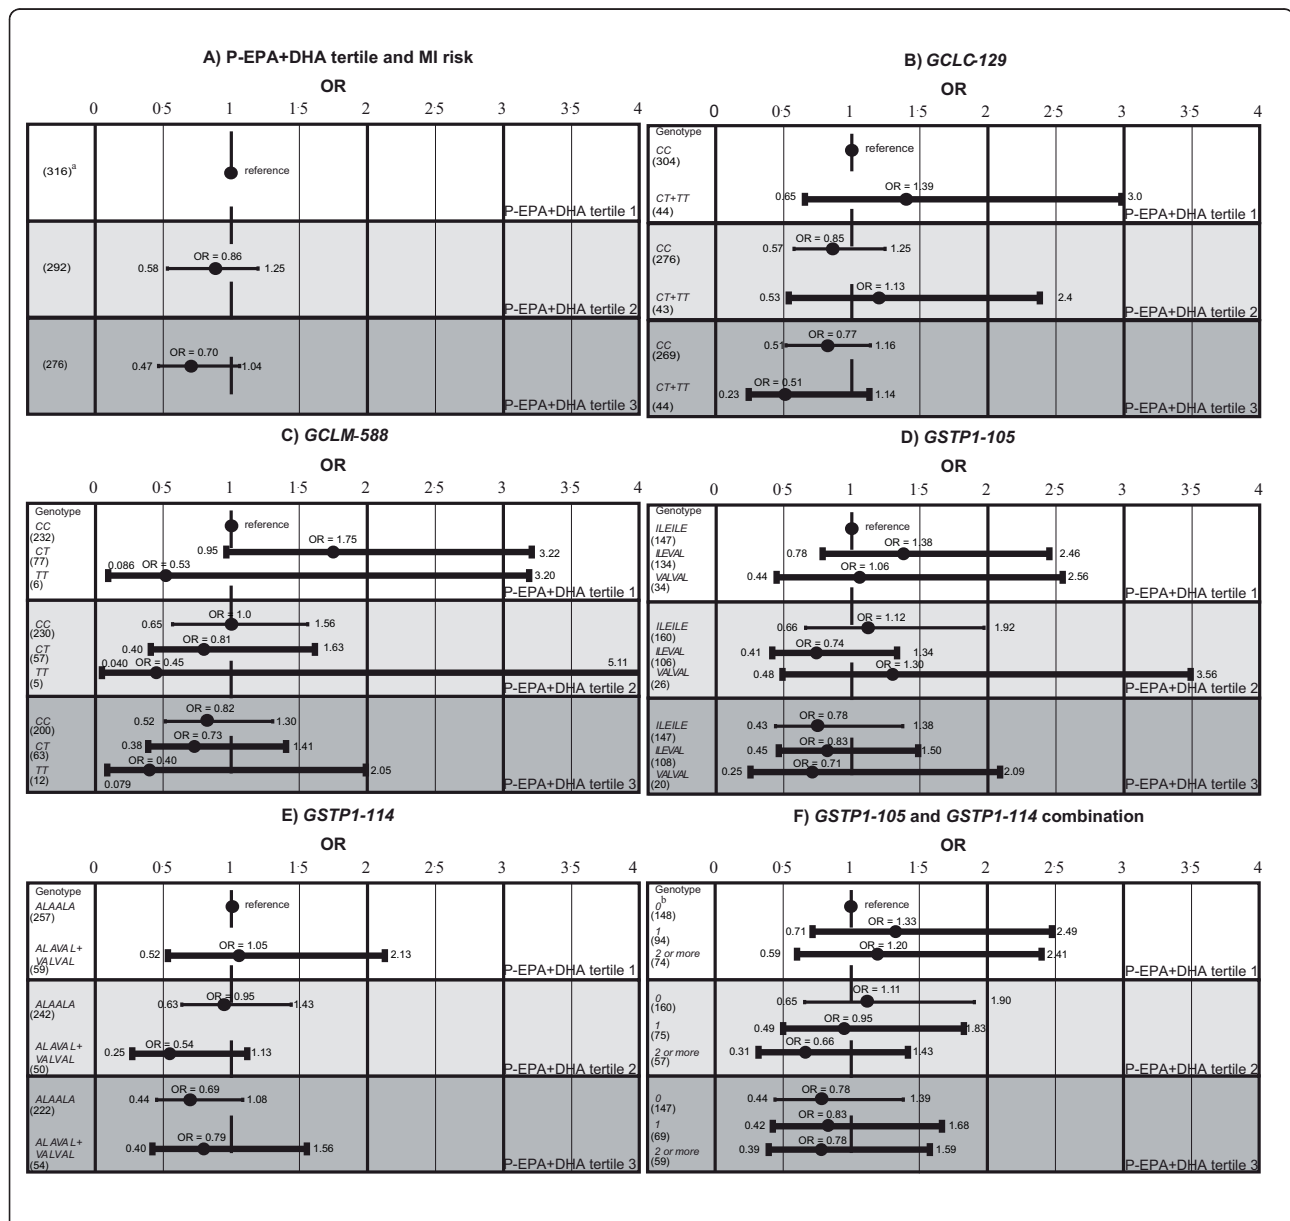 A) P-EPA+DHA tertile and MI risk
OR
0 0·5 1 1·5 2 2·5 3 3·5 4
(316)a
reference
P-EPA+DHA tertile 1
(292)
0.58 OR = 0.86 1.25
P-EPA+DHA tertile 2
(276)
0.47 OR = 0.70 1.04
P-EPA+DHA tertile 3
B) GCLC-129
OR
0 0·5 1 1·5 2 2·5 3 3·5 4
Genotype
CC
(304)
reference
CT+TT
(44)
0.65 OR = 1.39 3.0
P-EPA+DHA tertile 1
CC
(276)
0.57 OR = 0.85 1.25
CT+TT
(43)
0.53 OR = 1.13 2.4
P-EPA+DHA tertile 2
CC
(269)
0.51 OR = 0.77 1.16
CT+TT
(44)
0.23 OR = 0.51 1.14
P-EPA+DHA tertile 3
C) GCLM-588
OR
0 0·5 1 1·5 2 2·5 3 3·5 4
Genotype
CC
(232)
reference
CT
(77)
0.95 OR = 1.75 3.22
TT
(6)
0.086 OR = 0.53 3.20
P-EPA+DHA tertile 1
CC
(230)
0.65 OR = 1.0 1.56
CT
(57)
0.40 OR = 0.81 1.63
TT
(5)
0.040 OR = 0.45 5.11
P-EPA+DHA tertile 2
CC
(200)
0.52 OR = 0.82 1.30
CT
(63)
0.38 OR = 0.73 1.41
TT
(12)
0.079 OR = 0.40 2.05
P-EPA+DHA tertile 3
D) GSTP1-105
OR
0 0·5 1 1·5 2 2·5 3 3·5 4
Genotype
ILEILE
(147)
reference
ILEVAL
(134)
0.78 OR = 1.38 2.46
VALVAL
(34)
0.44 OR = 1.06 2.56
P-EPA+DHA tertile 1
ILEILE
(160)
0.66 OR = 1.12 1.92
ILEVAL
(106)
0.41 OR = 0.74 1.34
VALVAL
(26)
0.48 OR = 1.30 3.56
P-EPA+DHA tertile 2
ILEILE
(147)
0.43 OR = 0.78 1.38
ILEVAL
(108)
0.45 OR = 0.83 1.50
VALVAL
(20)
0.25 OR = 0.71 2.09
P-EPA+DHA tertile 3
E) GSTP1-114
OR
0 0·5 1 1·5 2 2·5 3 3·5 4
Genotype
ALAALA
(257)
reference
ALAVAL+
VALVAL
(59)
0.52 OR = 1.05 2.13
P-EPA+DHA tertile 1
ALAALA
(242)
0.63 OR = 0.95 1.43
ALAVAL+
VALVAL
(50)
0.25 OR = 0.54 1.13
P-EPA+DHA tertile 2
ALAALA
(222)
0.44 OR = 0.69 1.08
ALAVAL+
VALVAL
(54)
0.40 OR = 0.79 1.56
P-EPA+DHA tertile 3
F) GSTP1-105 and GSTP1-114 combination
OR
0 0·5 1 1·5 2 2·5 3 3·5 4
Genotype
0b
(148)
reference
1
(94)
0.71 OR = 1.33 2.49
2 or more
(74)
0.59 OR = 1.20 2.41
P-EPA+DHA tertile 1
0
(160)
0.65 OR = 1.11 1.90
1
(75)
0.49 OR = 0.95 1.83
2 or more
(57)
0.31 OR = 0.66 1.43
P-EPA+DHA tertile 2
0
(147)
0.44 OR = 0.78 1.39
1
(69)
0.42 OR = 0.83 1.68
2 or more
(59)
0.39 OR = 0.78 1.59
P-EPA+DHA tertile 3